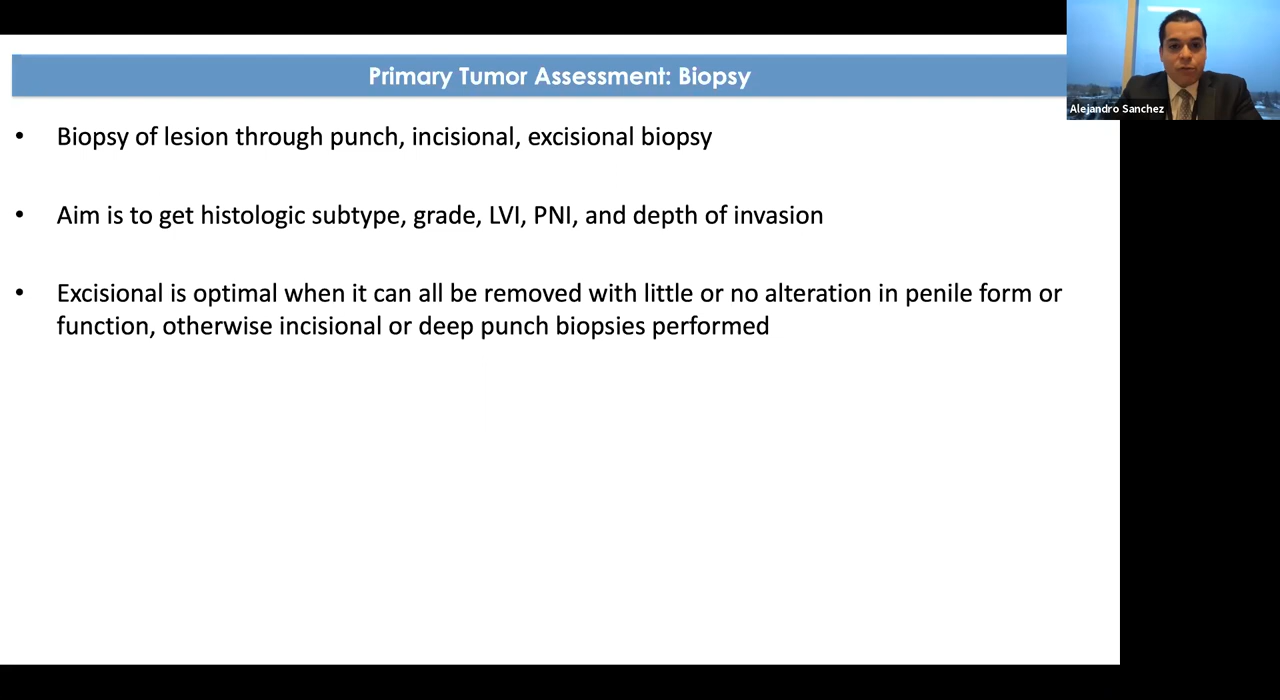 Primary Tumor Assessment: Biopsy
Alejandro Sanchez
• Biopsy of lesion through punch, incisional, excisional biopsy
• Aim is to get histologic subtype, grade, LVI, PNI, and depth of invasion
• Excisional is optimal when it can all be removed with little or no alteration in penile form or
function, otherwise incisional or deep punch biopsies performed